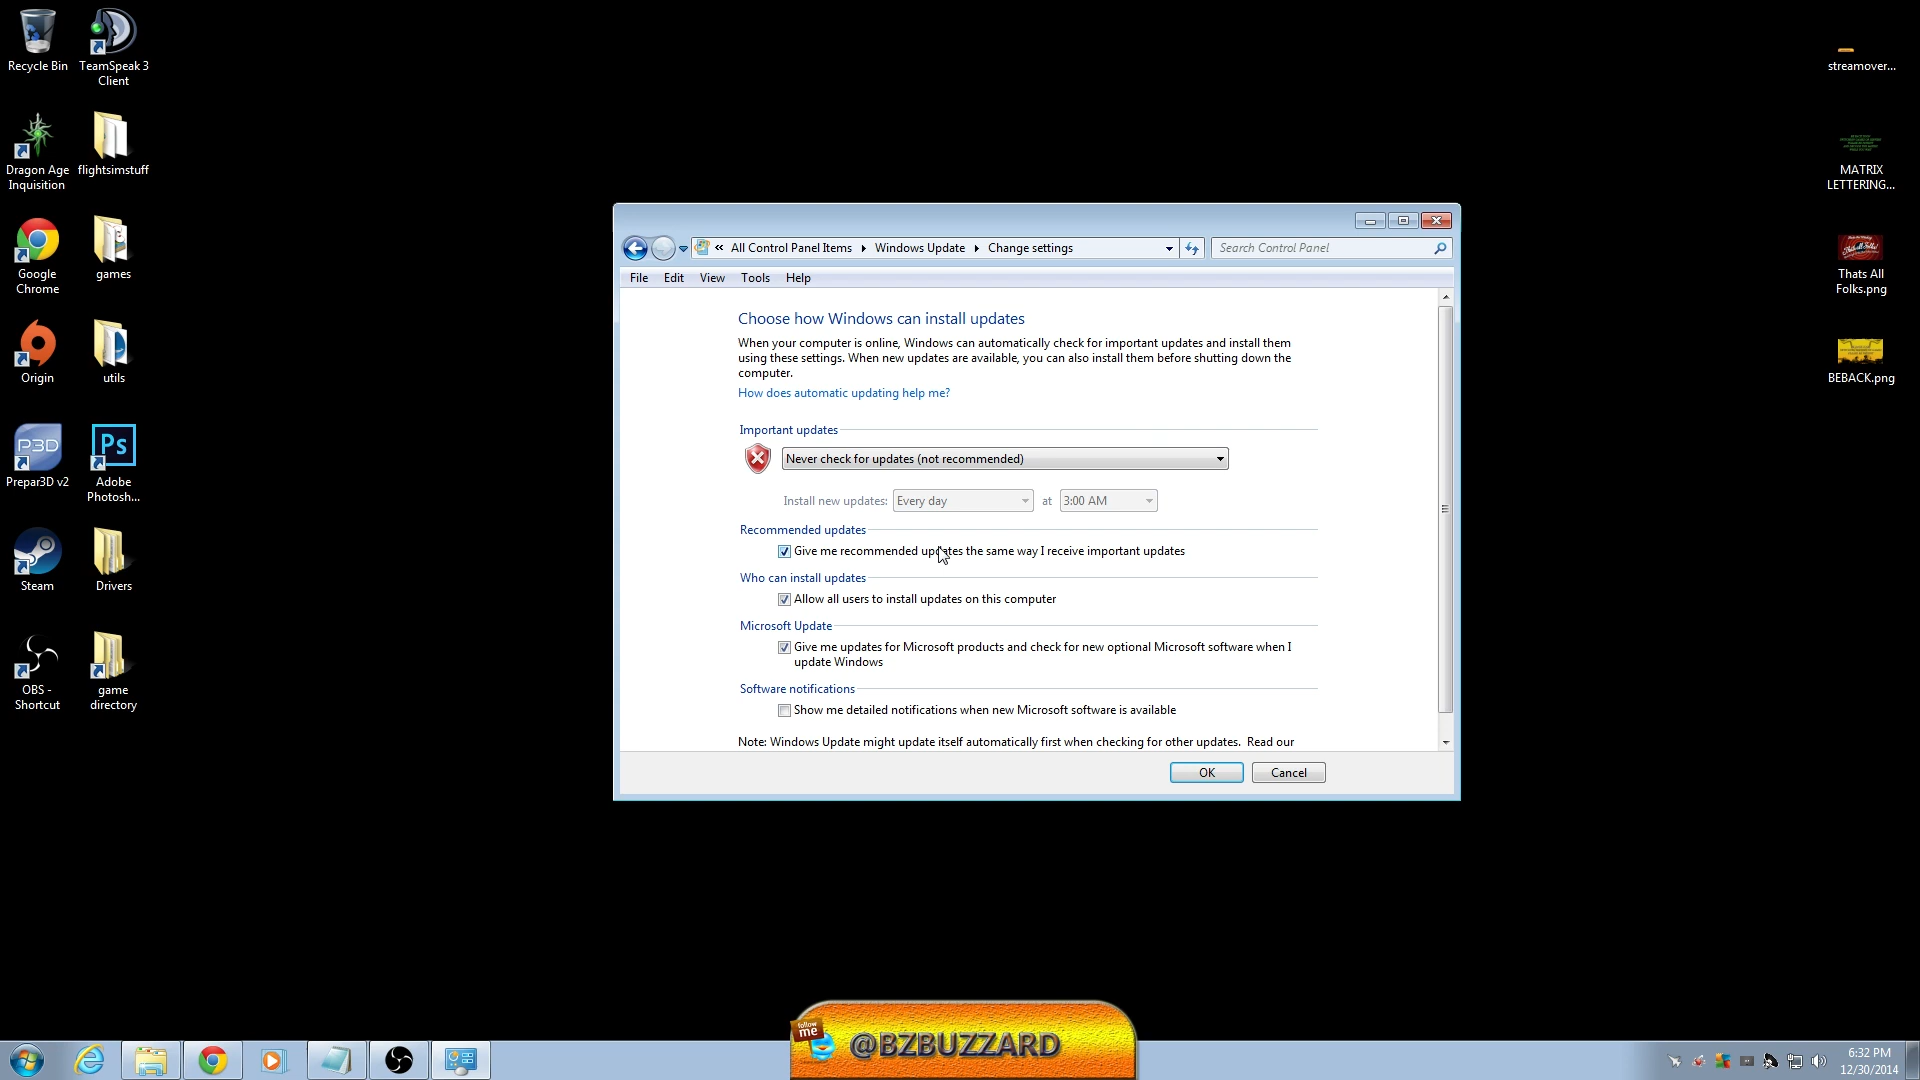 Recycle Bin
TeamSpeak 3
Client
Dragon Age
Inquisition
flightsimstuff
Google
Chrome
games
Origin
utils
P3D
Prepar3D v2
Ps
Adobe
Photosh...
Steam
Drivers
OBS -
Shortcut
game
directory
« All Control Panel Items Windows Update Change settings
Search Control Panel
File Edit View Tools Help
Choose how Windows can install updates
When your computer is online, Windows can automatically check for important updates and install them
using these settings. When new updates are available, you can also install them before shutting down the
computer.
How does automatic updating help me?
Important updates
Never check for updates (not recommended)
Install new updates: Every day at 3:00 AM
Recommended updates
Give me recommended updates the same way I receive important updates
Who can install updates
Allow all users to install updates on this computer
Microsoft Update
Give me updates for Microsoft products and check for new optional Microsoft software when I
update Windows
Software notifications
Show me detailed notifications when new Microsoft software is available
Note: Windows Update might update itself automatically first when checking for other updates. Read our
OK Cancel
streamover...
MATRIX
LETTERING...
Thats All
Folks.png
BEBACK.png
follow
me
@BZBUZZARD
6:32 PM
12/30/2014